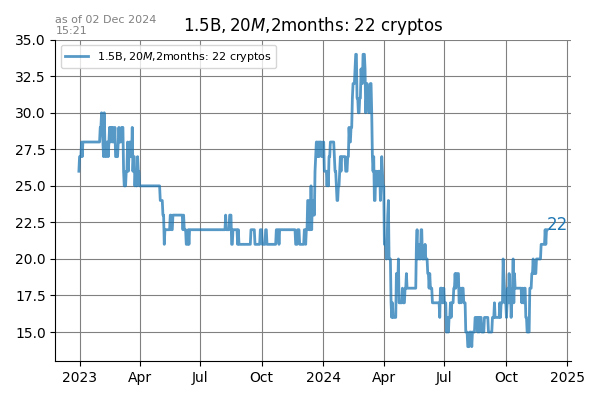 as of 02 Dec 2024
15:21
1.5B, 20M,2months: 22 cryptos
1.5B, 20M,2months: 22 cryptos
35.0
32.5
30.0
27.5
25.0
22.5
20.0
17.5
15.0
22
2023 Apr Jul Oct 2024 Apr Jul Oct 2025